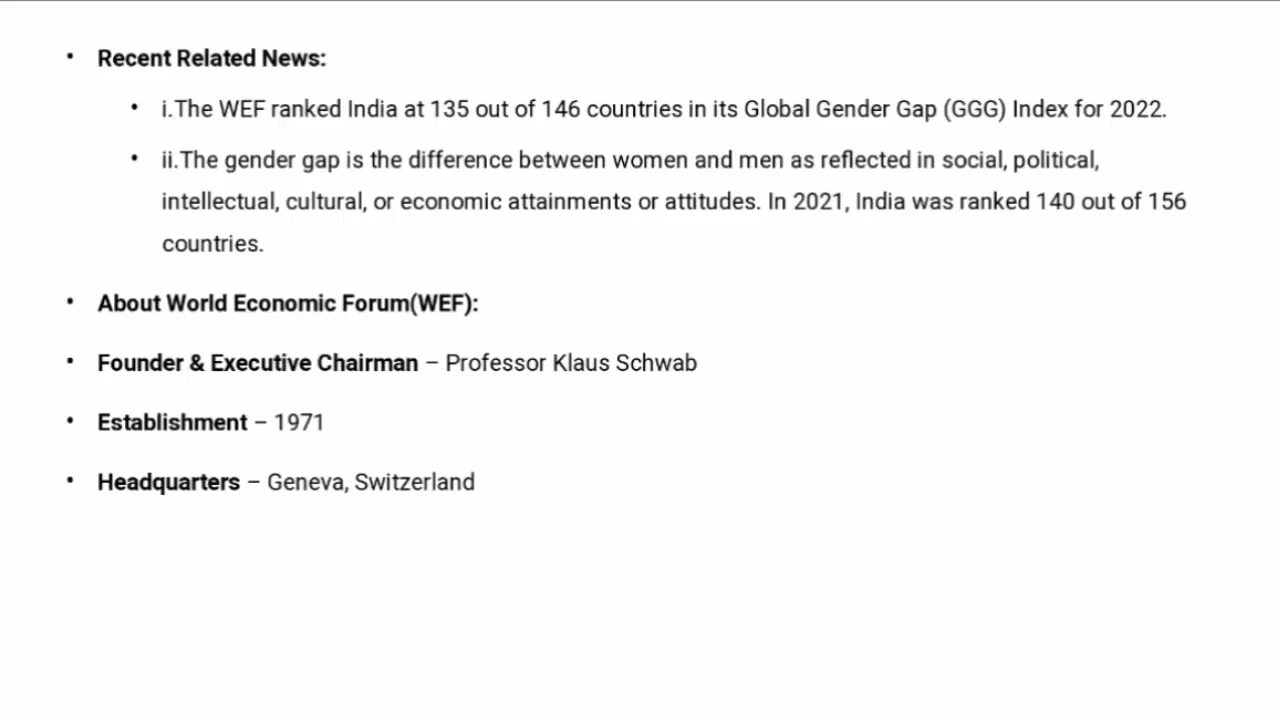 • Recent Related News:
• i.The WEF ranked India at 135 out of 146 countries in its Global Gender Gap (GGG) Index for 2022.
• ii.The gender gap is the difference between women and men as reflected in social, political,
intellectual, cultural, or economic attainments or attitudes. In 2021, India was ranked 140 out of 156
countries.
• About World Economic Forum(WEF):
• Founder & Executive Chairman – Professor Klaus Schwab
• Establishment – 1971
• Headquarters – Geneva, Switzerland